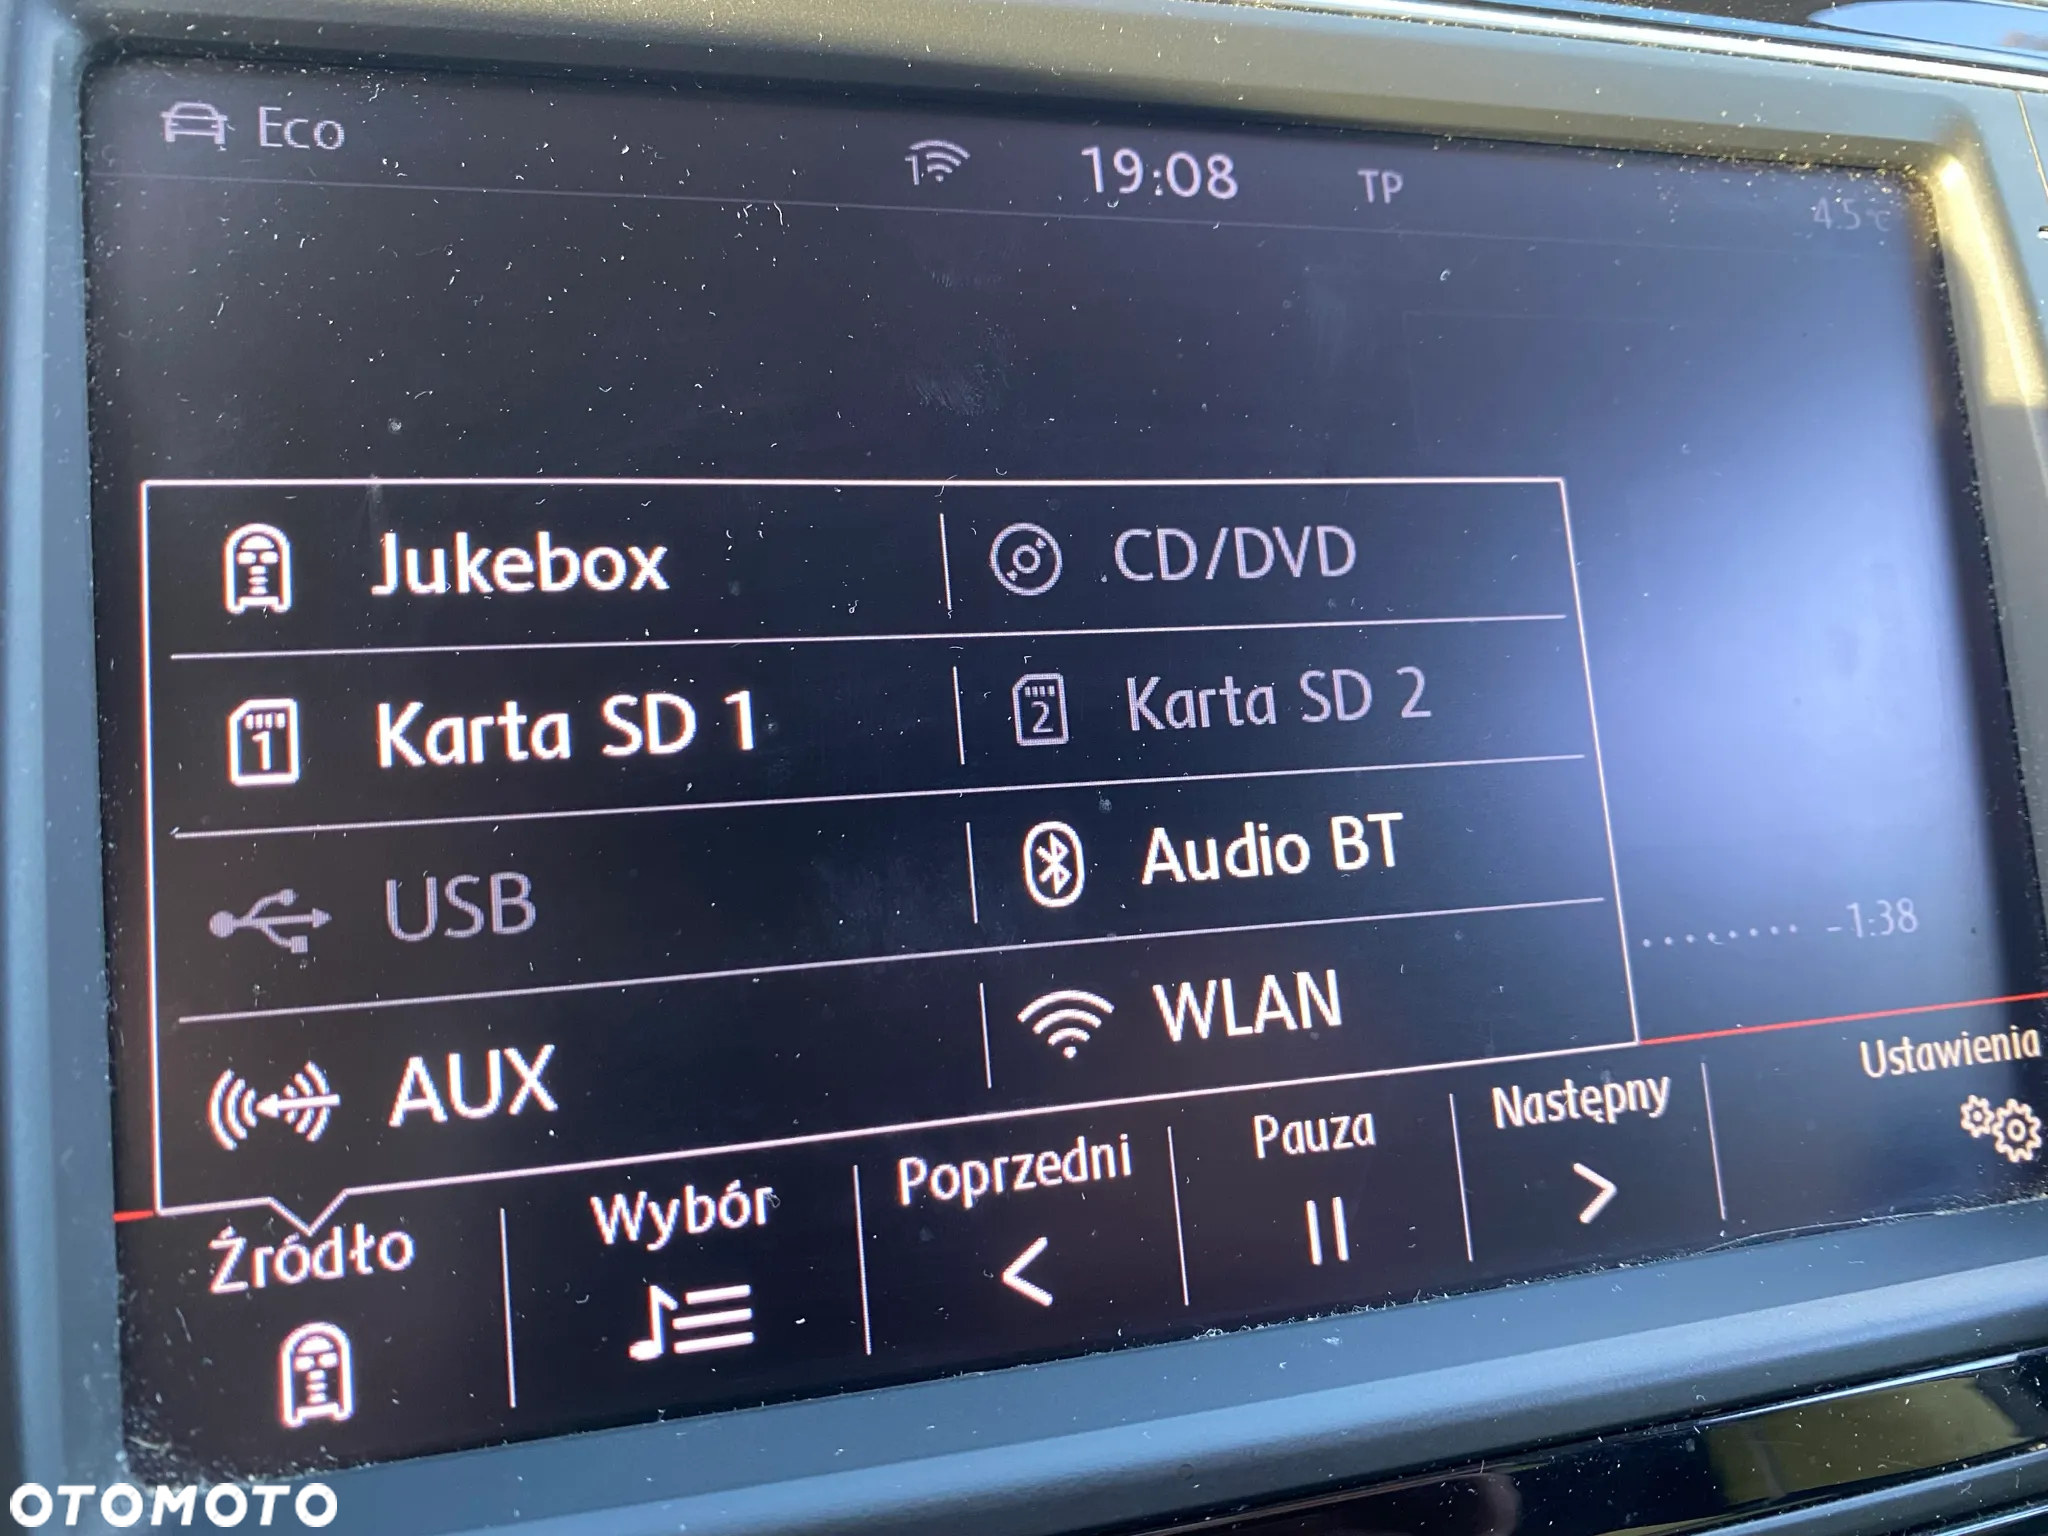 Eco
19:08
TP
4.5 °C
Jukebox
CD/DVD
Karta SD 1
Karta SD 2
USB
Audio BT
AUX
WLAN
-1:38
Źródło
Wybór
Poprzedni
Pauza
Następny
Ustawienia
OTOMOTO